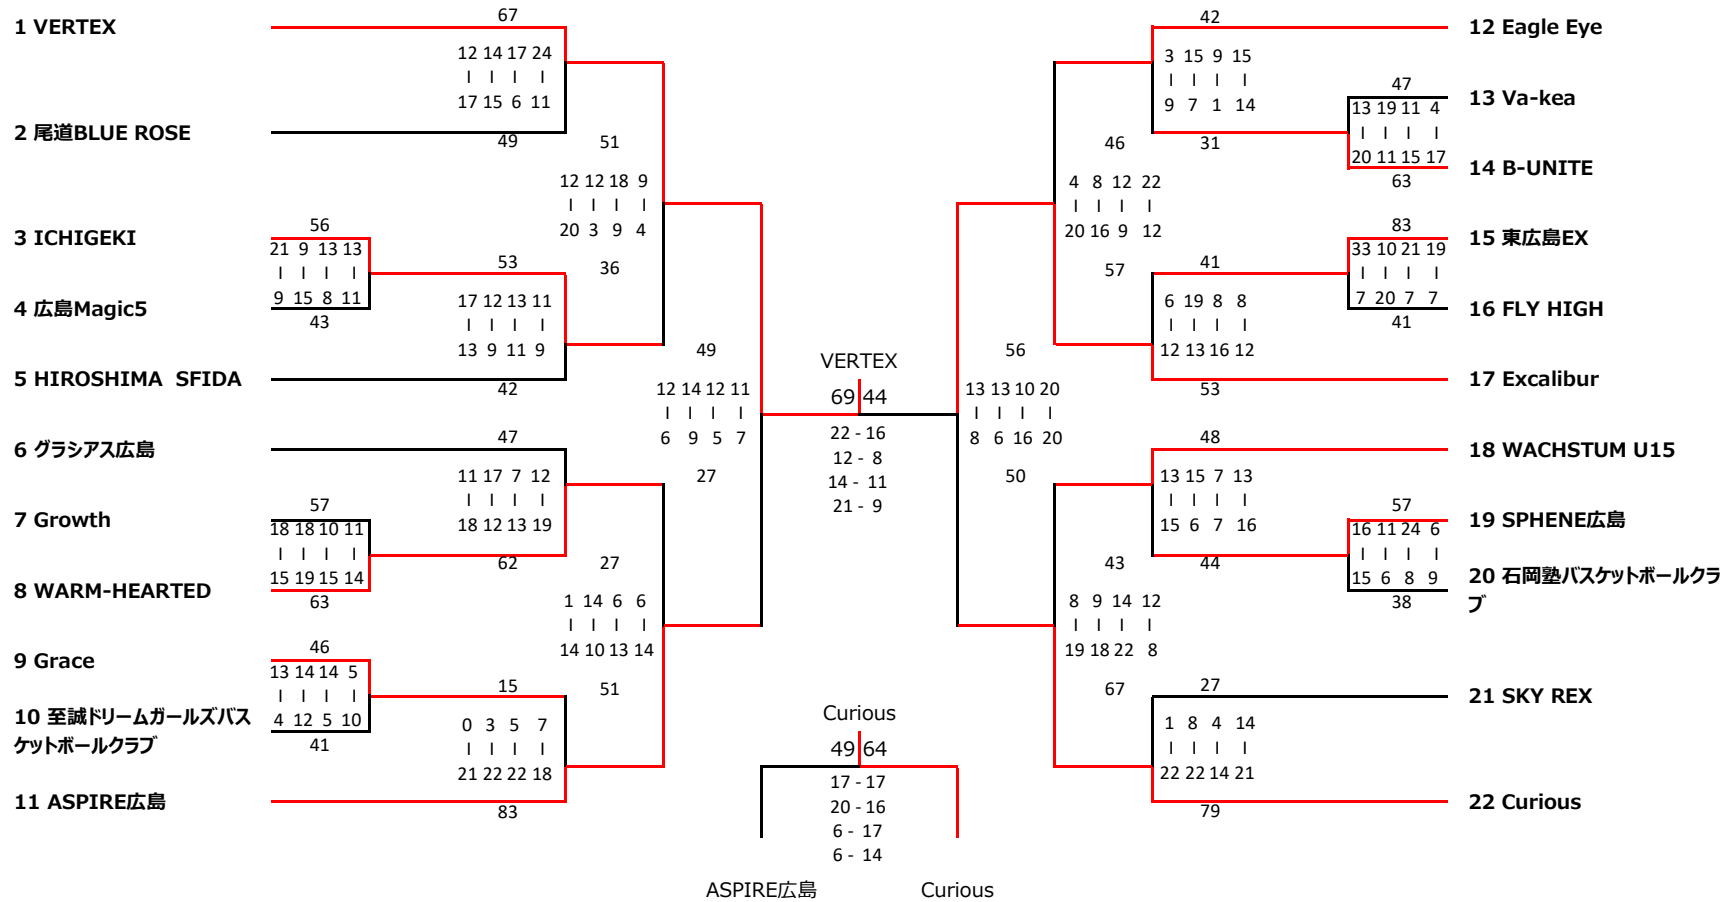 1 VERTEX
67
12 14 17 24
| | | |
17 15 6 11
49
2 尾道BLUE ROSE
51
12 12 18 9
| | | |
20 3 9 4
36
3 ICHIGEKI
56
21 9 13 13
| | | |
9 15 8 11
43
4 広島Magic5
53
17 12 13 11
| | | |
13 9 11 9
42
5 HIROSHIMA SFIDA
49
12 14 12 11
| | | |
6 9 5 7
27
6 グラシアス広島
47
11 17 7 12
| | | |
18 12 13 19
62
7 Growth
57
18 18 10 11
| | | |
15 19 15 14
63
8 WARM-HEARTED
27
1 14 6 6
| | | |
14 10 13 14
51
9 Grace
46
13 14 14 5
| | | |
4 12 5 10
41
10 至誠ドリームガールズバス
ケットボールクラブ
15
0 3 5 7
| | | |
21 22 22 18
83
11 ASPIRE広島
VERTEX
69 44
22 - 16
12 - 8
14 - 11
21 - 9
Curious
49 64
17 - 17
20 - 16
6 - 17
6 - 14
ASPIRE広島 Curious
42
12 Eagle Eye
3 15 9 15
| | | |
9 7 1 14
31
47
13 Va-kea
13 19 11 4
| | | |
20 11 15 17
63
14 B-UNITE
46
4 8 12 22
| | | |
20 16 9 12
57
83
15 東広島EX
33 10 21 19
| | | |
7 20 7 7
41
16 FLY HIGH
41
6 19 8 8
| | | |
12 13 16 12
53
17 Excalibur
56
13 13 10 20
| | | |
8 6 16 20
50
48
18 WACHSTUM U15
13 15 7 13
| | | |
15 6 7 16
44
57
19 SPHENE広島
16 11 24 6
| | | |
15 6 8 9
38
20 石岡塾バスケットボールクラ
ブ
43
8 9 14 12
| | | |
19 18 22 8
67
27
21 SKY REX
1 8 4 14
| | | |
22 22 14 21
79
22 Curious